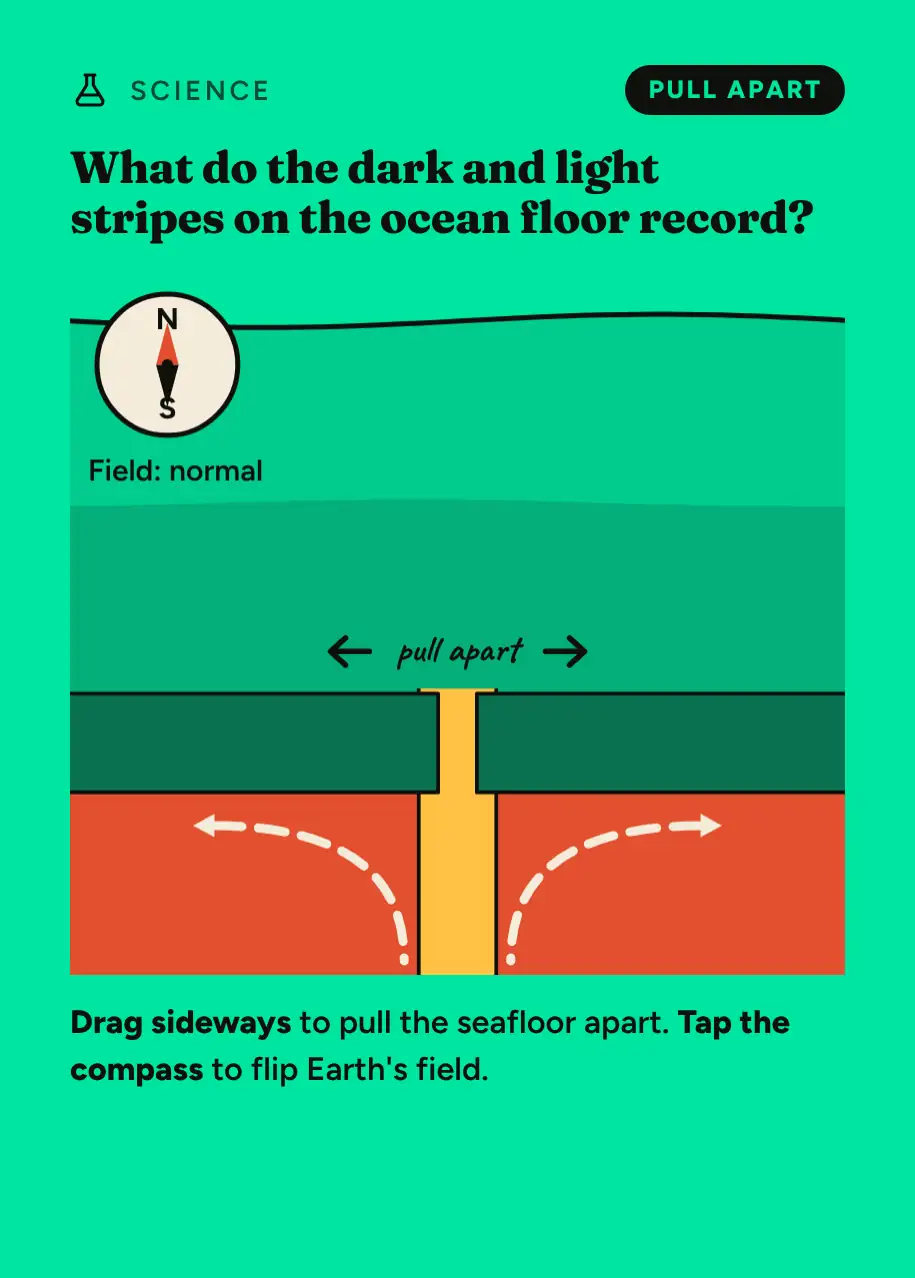 SCIENCE
PULL APART
What do the dark and light
stripes on the ocean floor record?
N
S
Field: normal
pull apart
Drag sideways to pull the seafloor apart. Tap the
compass to flip Earth's field.